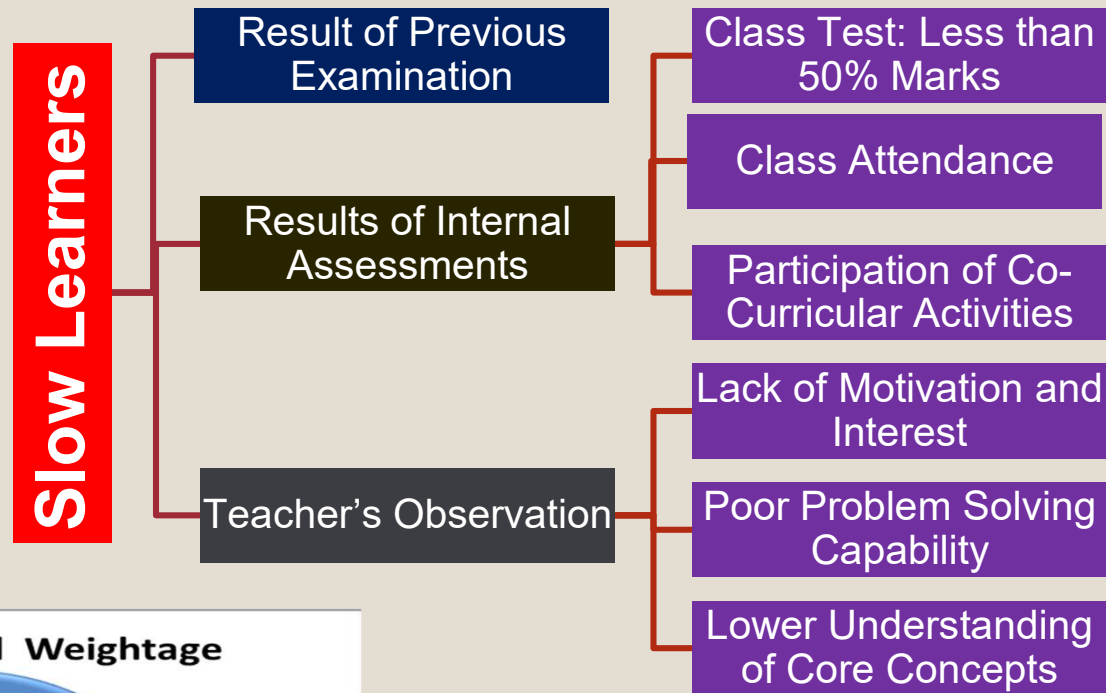 Slow Learners
Result of Previous
Examination
Class Test: Less than
50% Marks
Class Attendance
Results of Internal
Assessments
Participation of Co-
Curricular Activities
Lack of Motivation and
Interest
Teacher’s Observation
Poor Problem Solving
Capability
Lower Understanding
of Core Concepts
Weightage